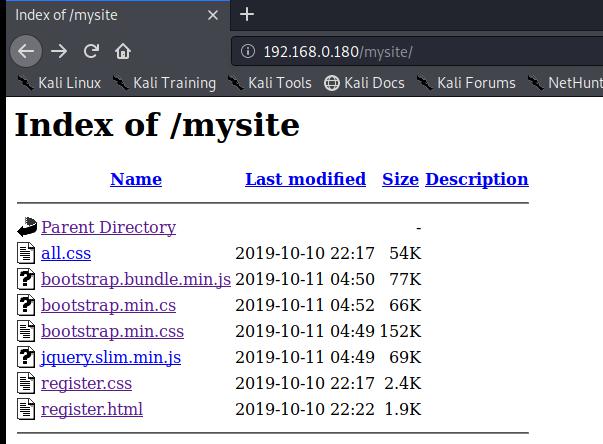 Index of /mysite
192.168.0.180/mysite/
Kali Linux Kali Training Kali Tools Kali Docs Kali Forums NetHunt
Index of /mysite
Name Last modified Size Description
Parent Directory -
all.css 2019-10-10 22:17 54K
bootstrap.bundle.min.js 2019-10-11 04:50 77K
bootstrap.min.cs 2019-10-11 04:52 66K
bootstrap.min.css 2019-10-11 04:49 152K
jquery.slim.min.js 2019-10-11 04:49 69K
register.css 2019-10-10 22:17 2.4K
register.html 2019-10-10 22:22 1.9K